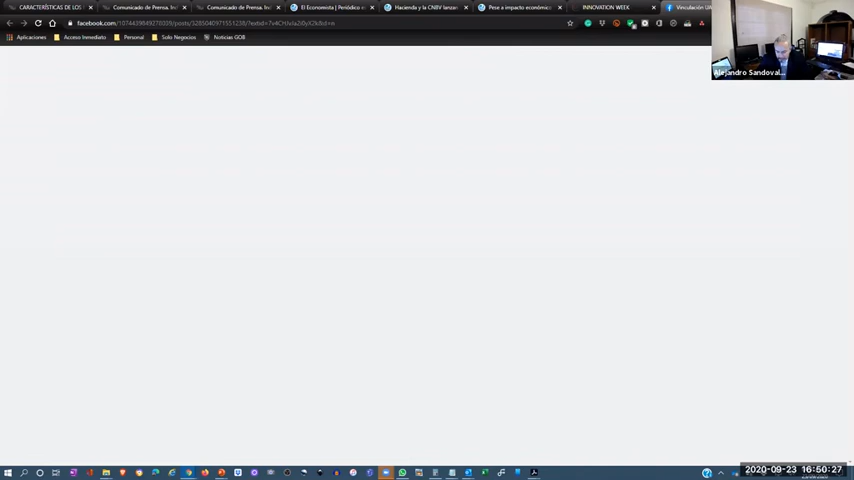 CARACTERÍSTICAS DE LOS
Comunicado de Prensa. Ind
Comunicado de Prensa. Ind
El Economista | Periódico e
Hacienda y la CNBV lanzan
Pese a impacto económico
INNOVATION WEEK
Vinculación
Aplicaciones
Acceso Inmediato
Personal
Solo Negocios
Noticias GOB
Alejandro Sandoval...
2020-09-23 16:50:27